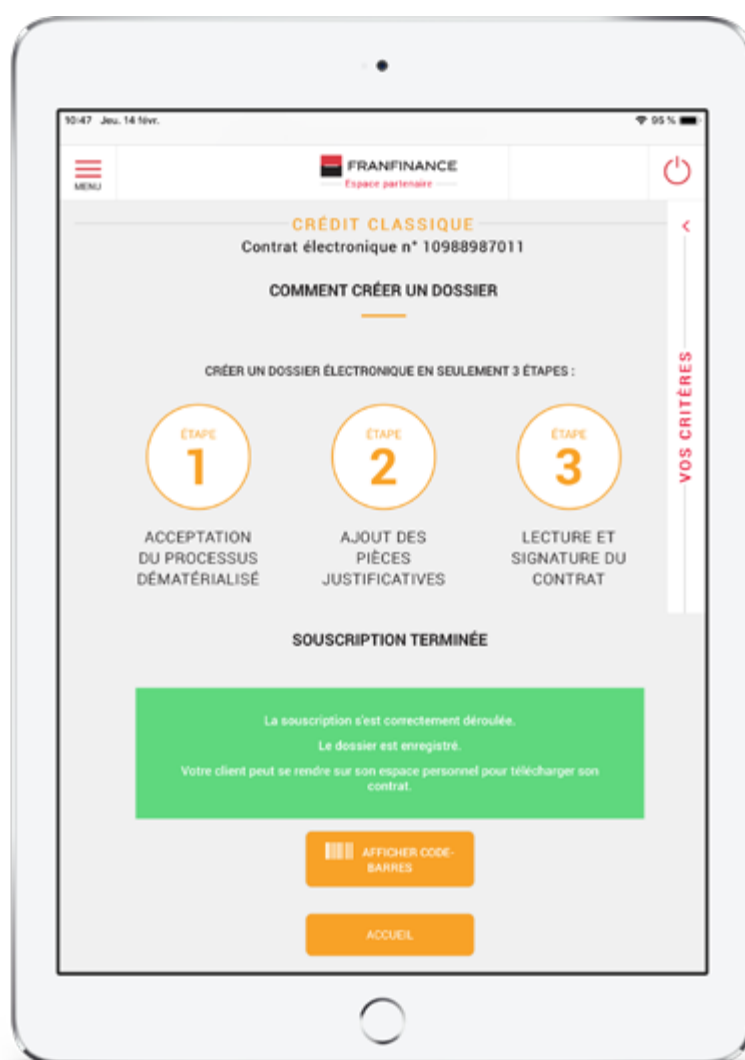 10:47 Jeu. 14 févr.
95 %
MENU
FRANFINANCE
Espace partenaire
CRÉDIT CLASSIQUE
Contrat électronique n° 10988987011
COMMENT CRÉER UN DOSSIER
CRÉER UN DOSSIER ÉLECTRONIQUE EN SEULEMENT 3 ÉTAPES :
ÉTAPE
1
ÉTAPE
2
ÉTAPE
3
ACCEPTATION
DU PROCESSUS
DÉMATÉRIALISÉ
AJOUT DES
PIÈCES
JUSTIFICATIVES
LECTURE ET
SIGNATURE DU
CONTRAT
VOS CRITÈRES
SOUSCRIPTION TERMINÉE
La souscription s'est correctement déroulée.
Le dossier est enregistré.
Votre client peut se rendre sur son espace personnel pour télécharger son
contrat.
AFFICHER CODE-
BARRES
ACCUEIL